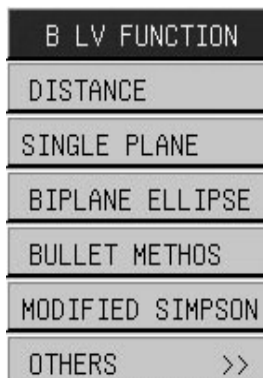 B LV FUNCTION
DISTANCE
SINGLE PLANE
BIPLANE ELLIPSE
BULLET METHOS
MODIFIED SIMPSON
OTHERS >>